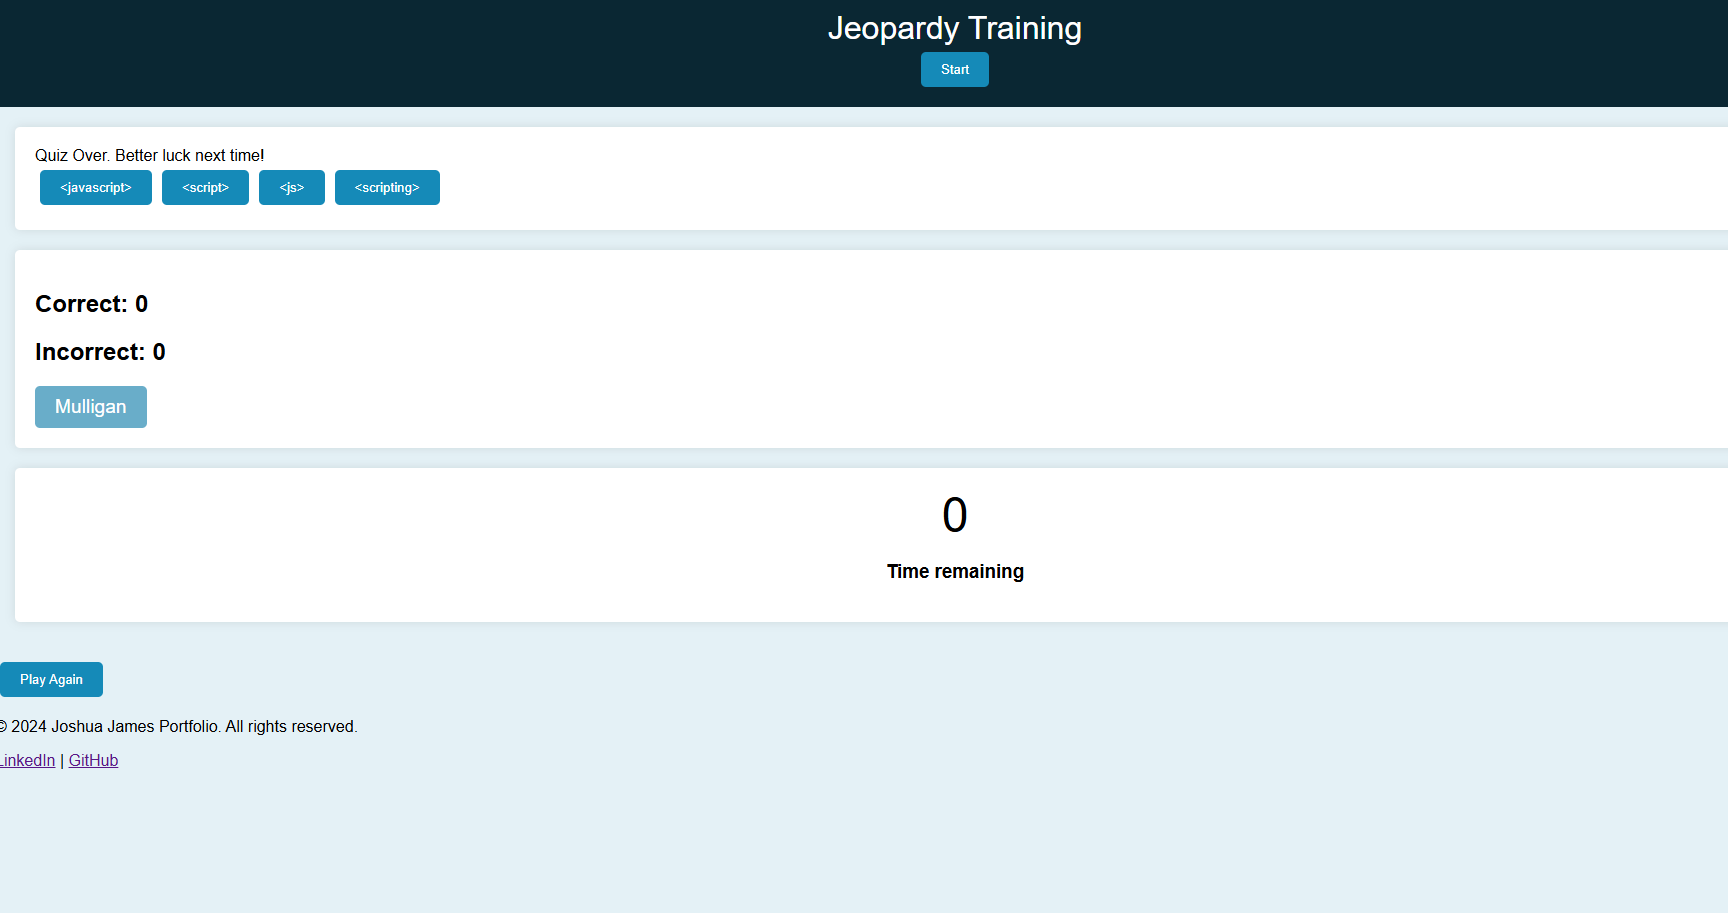 Jeopardy Training
Start
Quiz Over. Better luck next time!
<javascript> <script> <js> <scripting>
Correct: 0
Incorrect: 0
Mulligan
0
Time remaining
Play Again
© 2024 Joshua James Portfolio. All rights reserved.
LinkedIn | GitHub